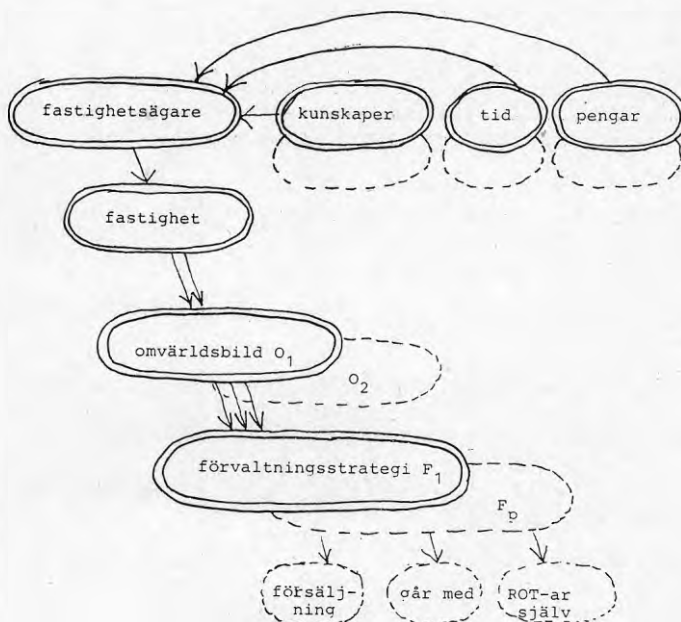 fastighetsägare
kunskaper
tid
pengar
fastighet
omvärldsbild O₁
O₂
förvaltningsstrategi F₁
Fₚ
försälj-
ning
går med
ROT-ar
själv